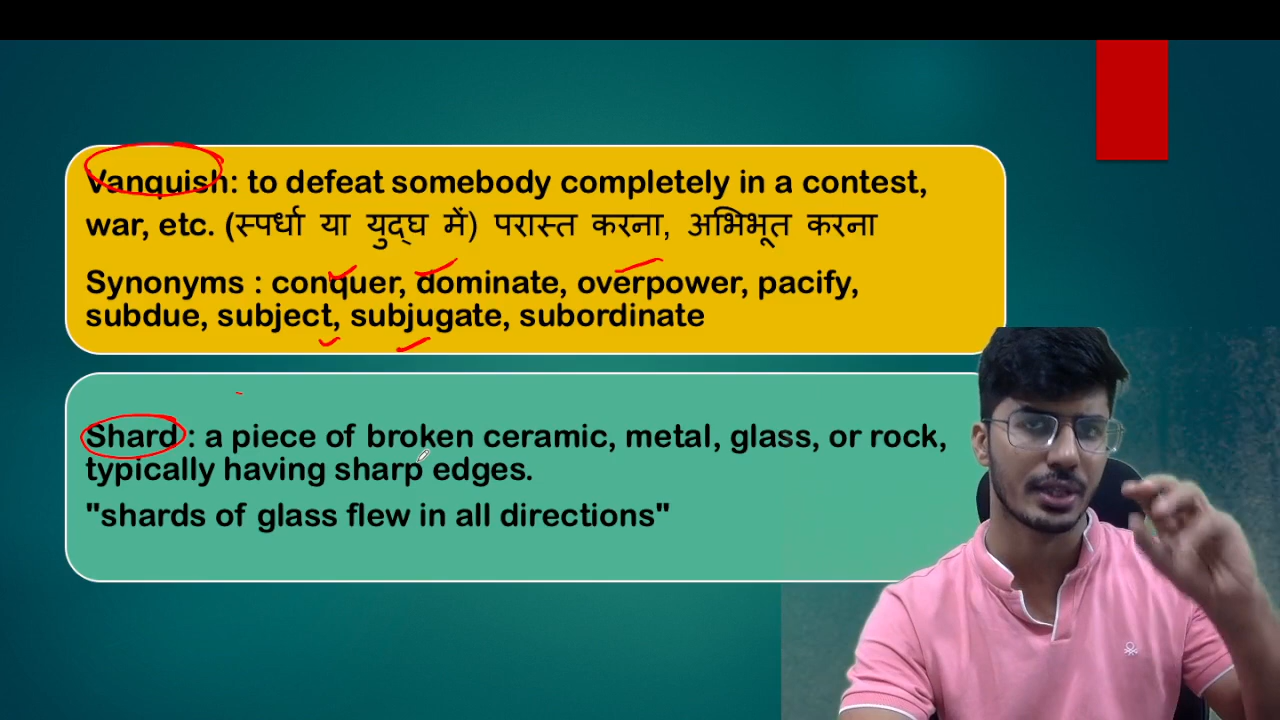 Vanquish: to defeat somebody completely in a contest,
war, etc. (स्पर्धा या युद्घ में) परास्त करना, अभिभूत करना
Synonyms : conquer, dominate, overpower, pacify,
subdue, subject, subjugate, subordinate
Shard : a piece of broken ceramic, metal, glass, or rock,
typically having sharp edges.
"shards of glass flew in all directions"